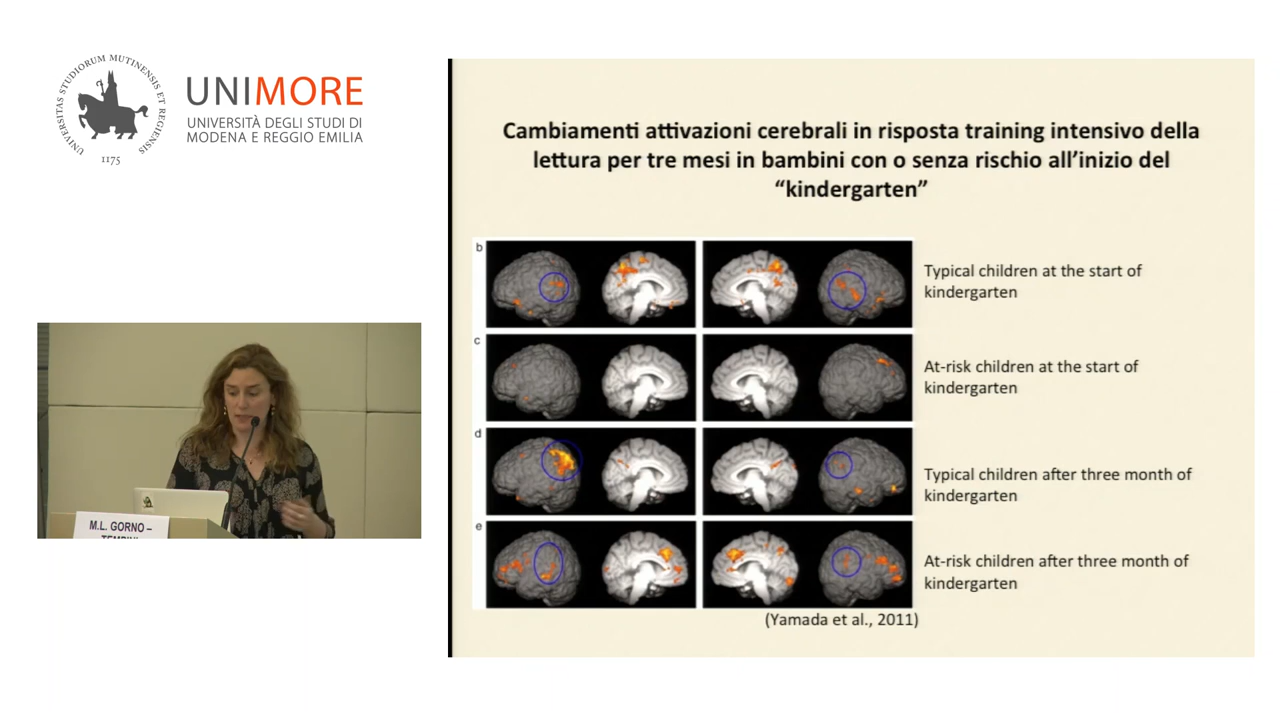 UNIVERSITAS STUDIORUM MUTINENSIS ET REGIENSIS
1175
UNIMORE
UNIVERSITÀ DEGLI STUDI DI
MODENA E REGGIO EMILIA
M.L. GORNO –
TEMPINI
Cambiamenti attivazioni cerebrali in risposta training intensivo della
lettura per tre mesi in bambini con o senza rischio all’inizio del
“kindergarten”
b
Typical children at the start of
kindergarten
c
At-risk children at the start of
kindergarten
d
Typical children after three month of
kindergarten
e
At-risk children after three month of
kindergarten
(Yamada et al., 2011)